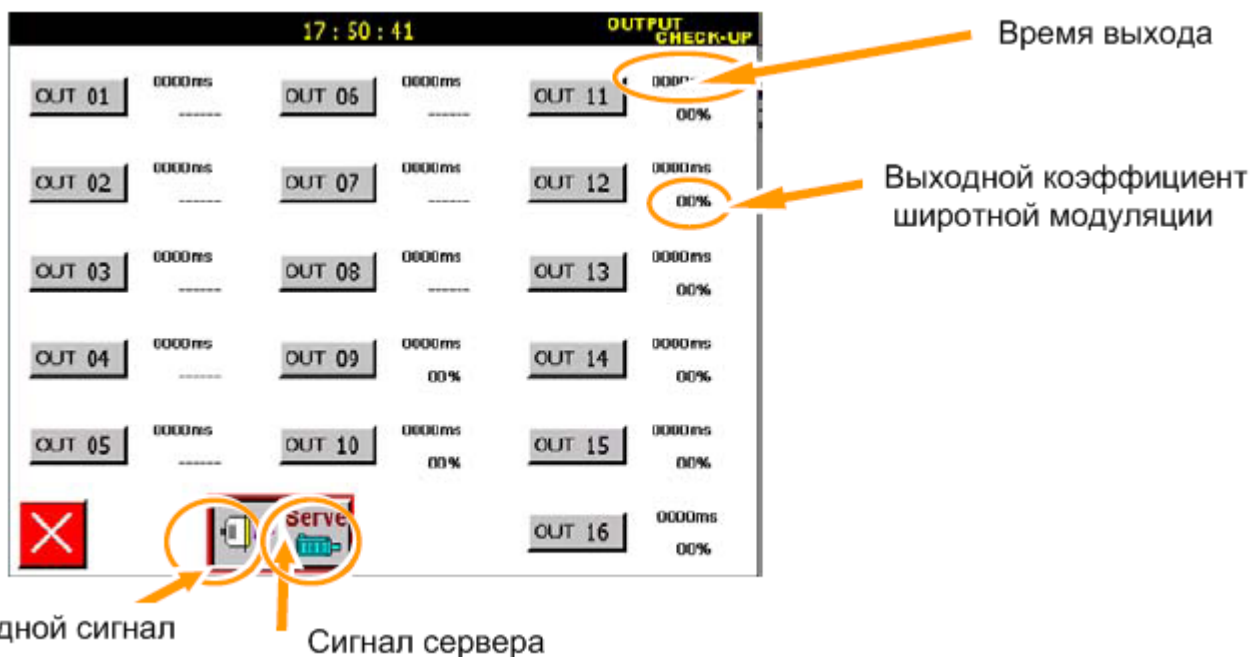 17 : 50 : 41
OUTPUT
CHECK-UP
Время выхода
OUT 01
0000ms
------
OUT 06
0000ms
------
OUT 11
00%
OUT 02
0000ms
------
OUT 07
0000ms
------
OUT 12
0000ms
00%
Выходной коэффициент
широтной модуляции
OUT 03
0000ms
------
OUT 08
0000ms
------
OUT 13
0000ms
00%
OUT 04
0000ms
------
OUT 09
0000ms
00%
OUT 14
0000ms
00%
OUT 05
0000ms
------
OUT 10
0000ms
00%
OUT 15
0000ms
00%
Serve
OUT 16
0000ms
00%
дной сигнал
Сигнал сервера